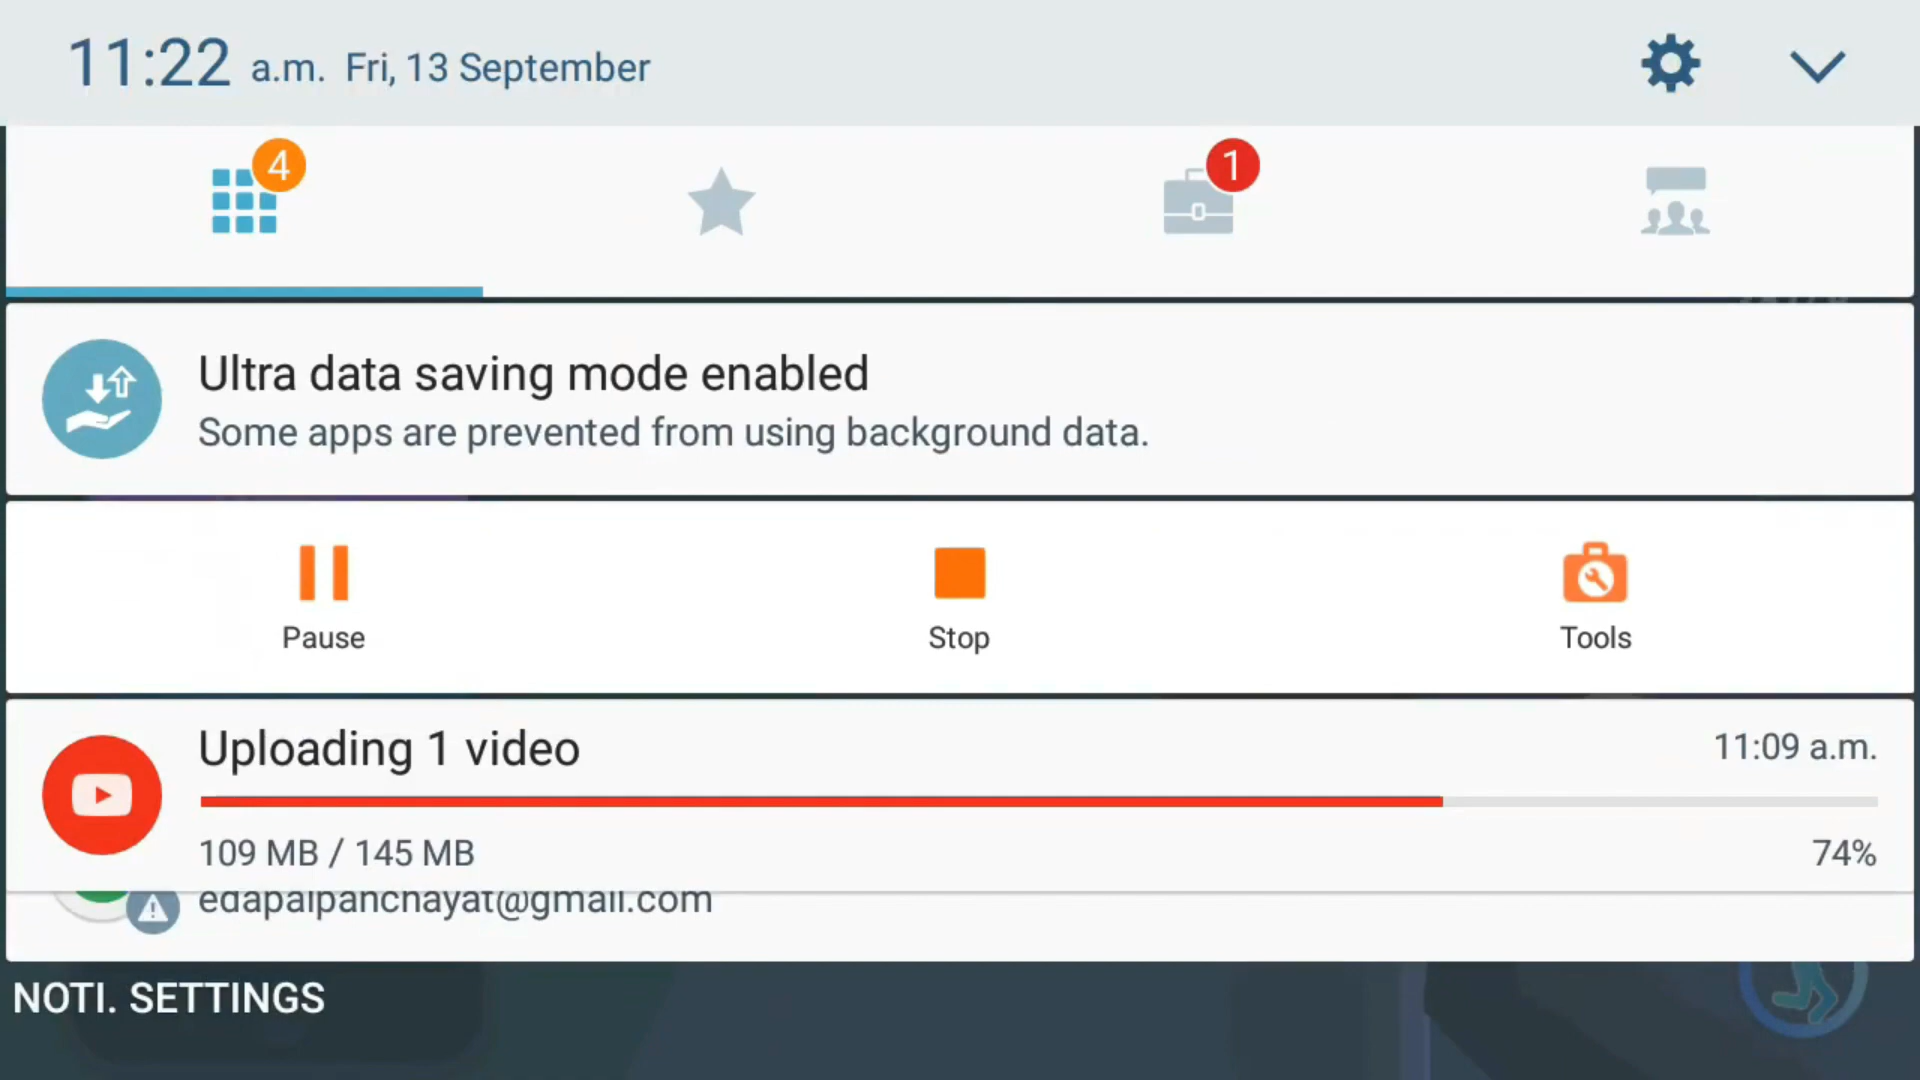 11:22 a.m. Fri, 13 September
4
1
Ultra data saving mode enabled
Some apps are prevented from using background data.
Pause
Stop
Tools
Uploading 1 video
11:09 a.m.
109 MB / 145 MB
74%
edapalpanchayat@gmail.com
NOTI. SETTINGS